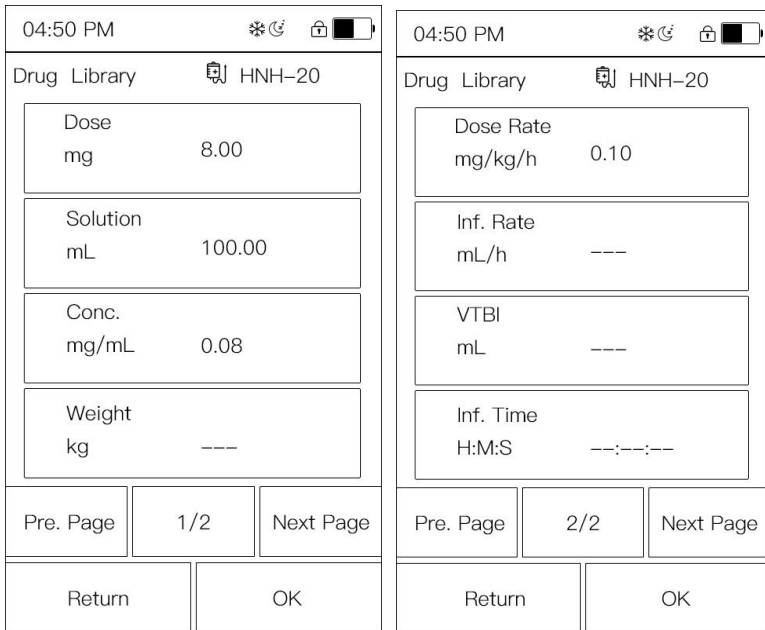 04:50 PM
Drug Library HNH-20
Dose
mg 8.00
Solution
mL 100.00
Conc.
mg/mL 0.08
Weight
kg ---
Pre. Page 1/2 Next Page
Return OK
04:50 PM
Drug Library HNH-20
Dose Rate
mg/kg/h 0.10
Inf. Rate
mL/h ---
VTBI
mL ---
Inf. Time
H:M:S --:--:--
Pre. Page 2/2 Next Page
Return OK